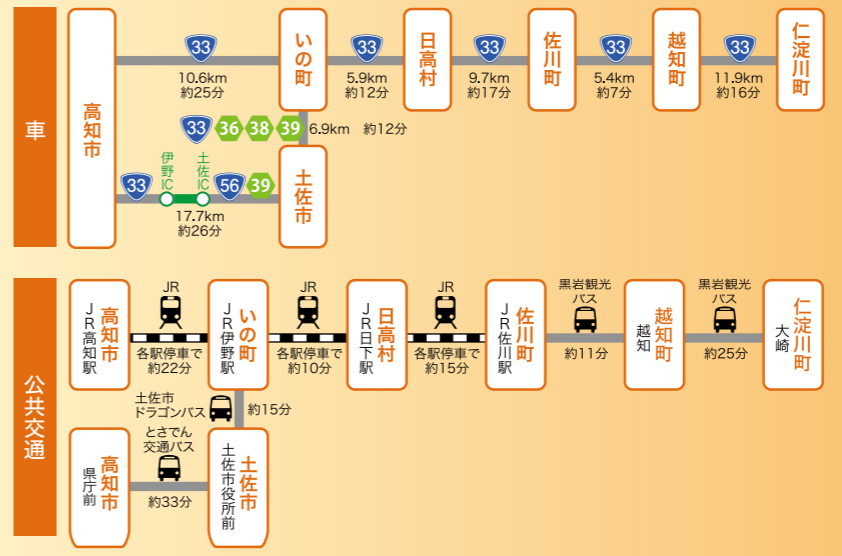 車
高知市
33
10.6km
約25分
いの町
33
5.9km
約12分
日高村
33
9.7km
約17分
佐川町
33
5.4km
約7分
越知町
33
11.9km
約16分
仁淀川町
33 36 38 39
6.9km 約12分
33
伊野IC
土佐IC
56 39
17.7km
約26分
土佐市
公共交通
高知市
JR高知駅
JR
各駅停車で
約22分
いの町
JR伊野駅
JR
各駅停車で
約10分
日高村
JR日下駅
JR
各駅停車で
約15分
佐川町
JR佐川駅
黒岩観光
バス
約11分
越知町
越知
黒岩観光
バス
約25分
仁淀川町
大崎
土佐市
ドラゴンバス
約15分
高知市
県庁前
とさでん
交通バス
約33分
土佐市
土佐市役所前